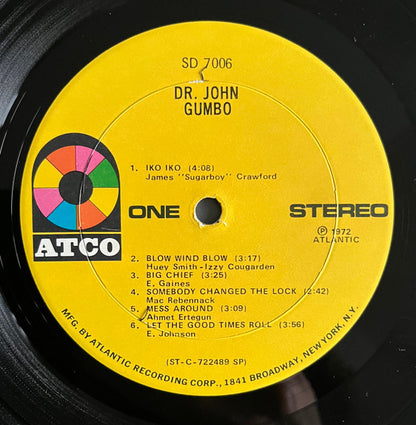 SD 7006
DR. JOHN
GUMBO
1. IKO IKO (4:08)
James "Sugarboy" Crawford
ATCO
ONE
STEREO
℗ 1972
ATLANTIC
2. BLOW WIND BLOW (3:17)
Huey Smith-Izzy Cougarden
3. BIG CHIEF (3:25)
E. Gaines
4. SOMEBODY CHANGED THE LOCK (2:42)
Mac Rebennack
5. MESS AROUND (3:09)
Ahmet Ertegun
6. LET THE GOOD TIMES ROLL (3:56)
E. Johnson
(ST-C-722489 SP)
MFG. BY ATLANTIC RECORDING CORP., 1841 BROADWAY, NEW YORK, N.Y.